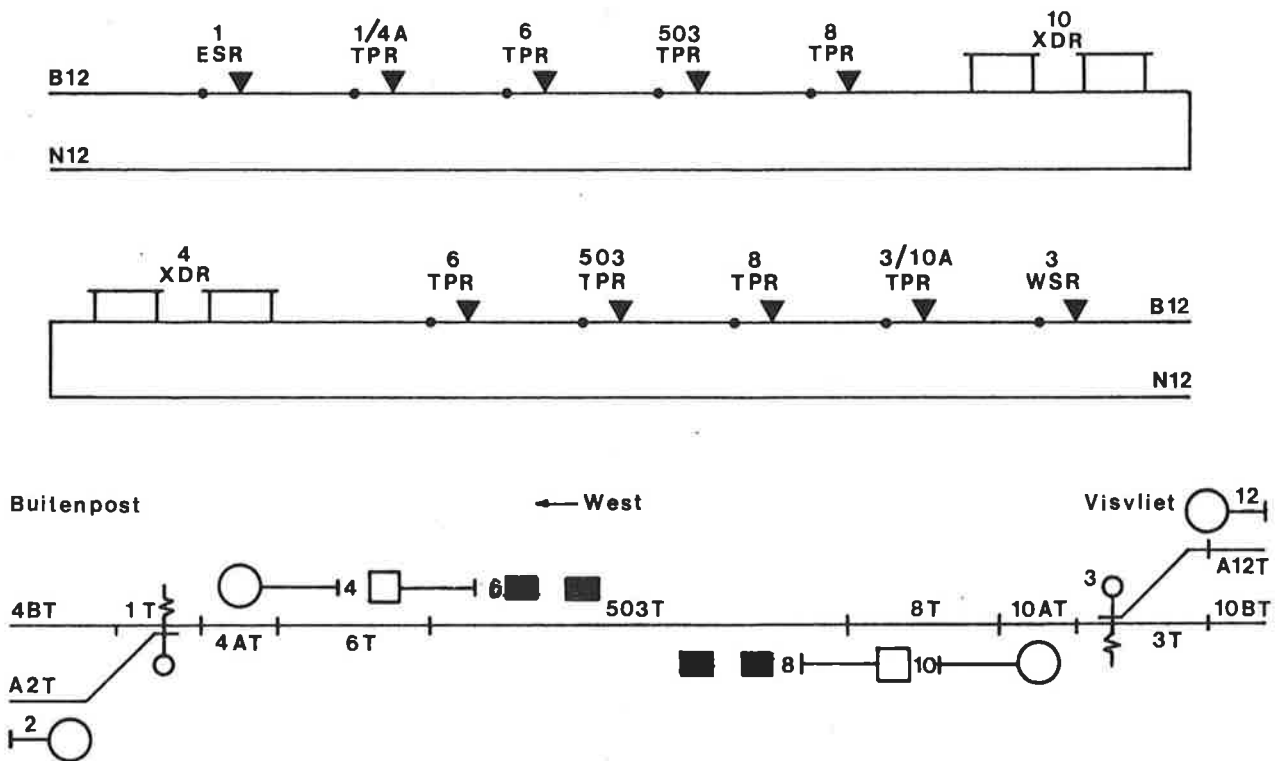 1 1/4A 6 503 8 10
ESR TPR TPR TPR TPR XDR
B12
N12
4 6 503 8 3/10A 3
XDR TPR TPR TPR TPR WSR
B12
N12
Buitenpost ← West Visvliet 12
4 6 3 A12T
4BT 1T 503T 8T 10AT 10BT
4AT 6T 3T
8 10
A2T
2